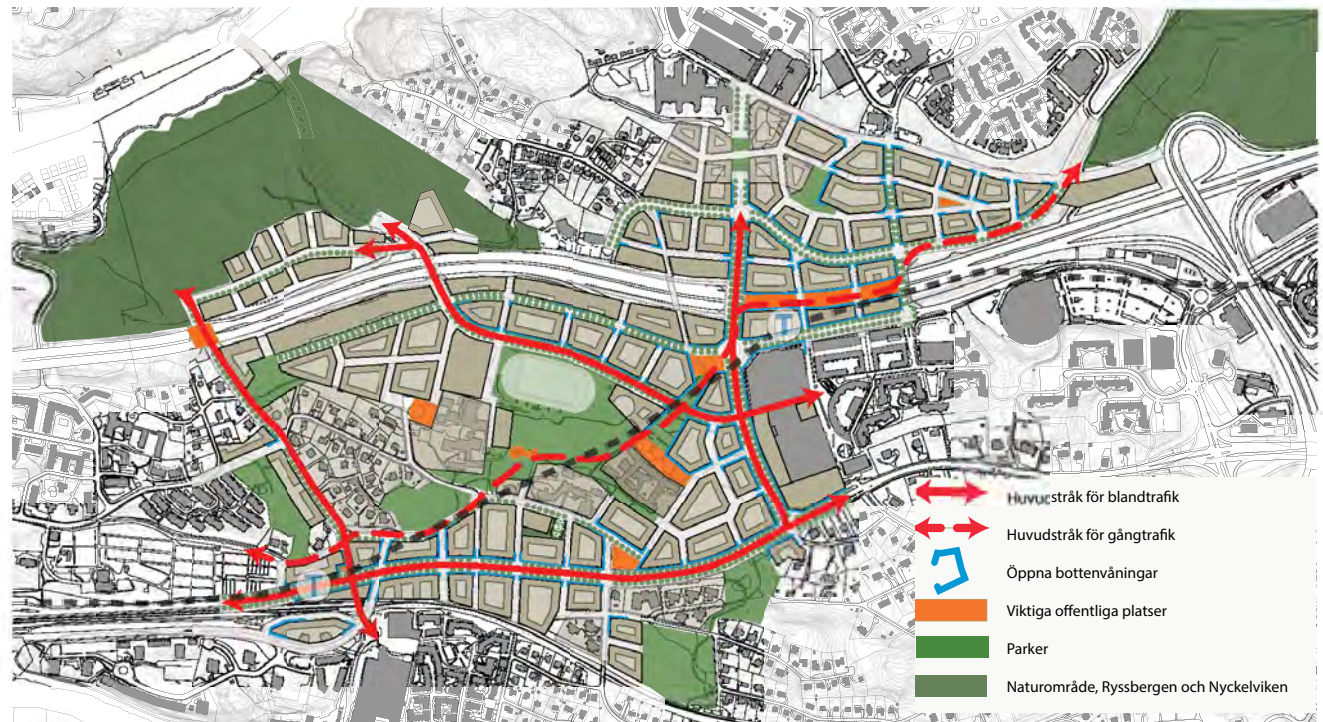 T
T
Huvudstråk för blandtrafik
Huvudstråk för gångtrafik
Öppna bottenvåningar
Viktiga offentliga platser
Parker
Naturområde, Ryssbergen och Nyckelviken